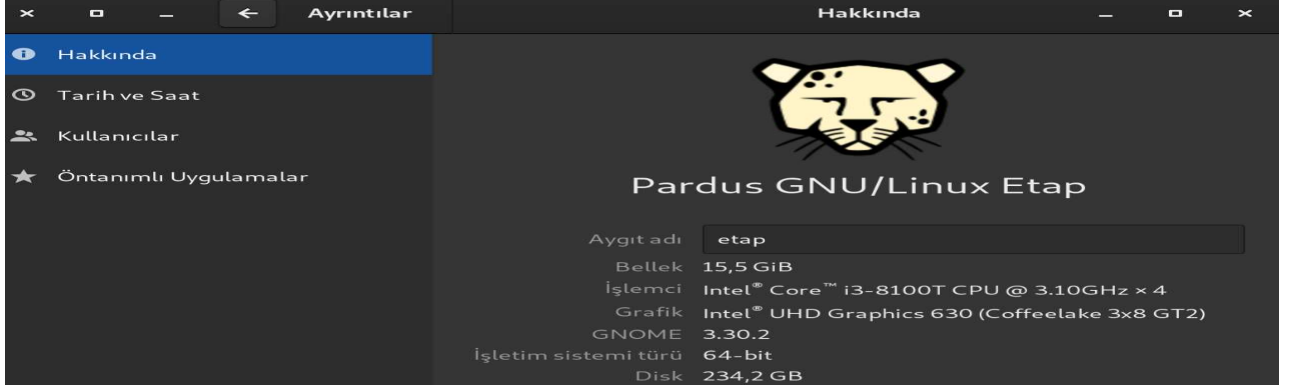 Ayrıntılar
Hakkında
Hakkında
Tarih ve Saat
Kullanıcılar
Öntanımlı Uygulamalar
Pardus GNU/Linux Etap
Aygıt adı etap
Bellek 15,5 GiB
İşlemci Intel® Core™ i3-8100T CPU @ 3.10GHz × 4
Grafik Intel® UHD Graphics 630 (Coffeelake 3x8 GT2)
GNOME 3.30.2
İşletim sistemi türü 64-bit
Disk 234,2 GB